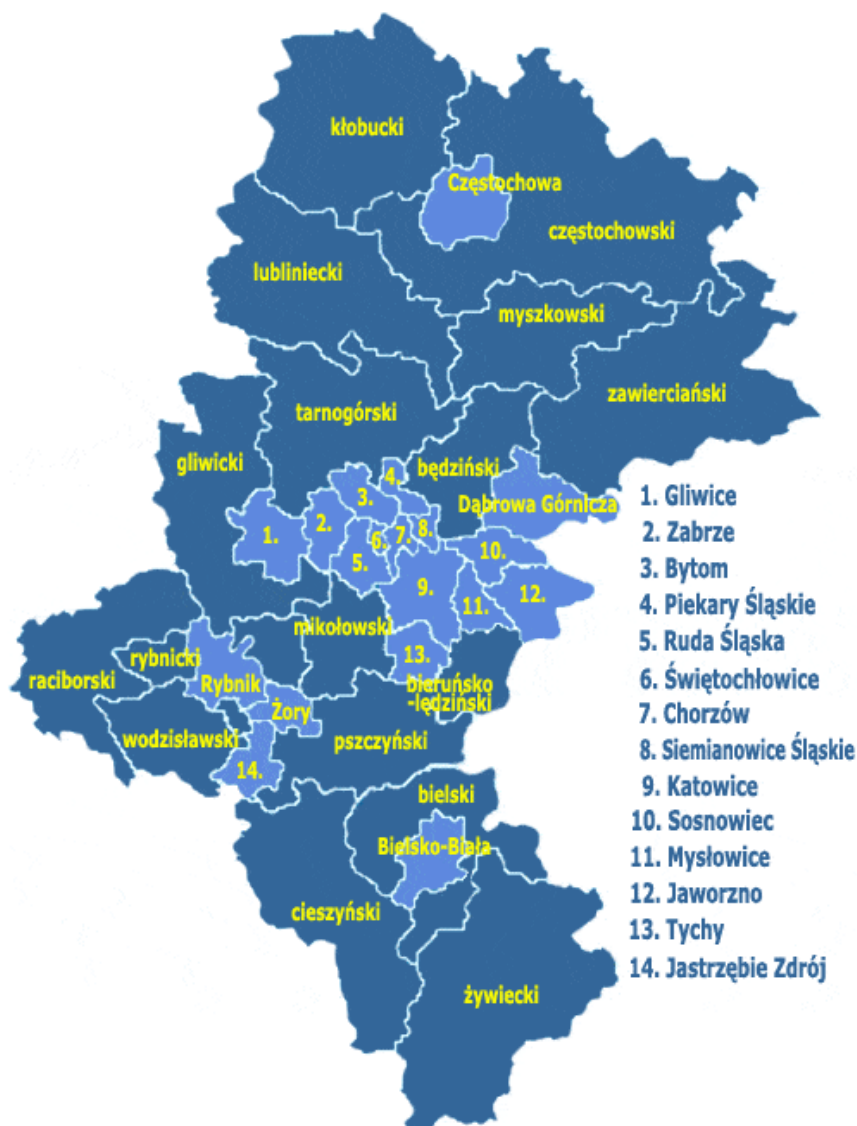 kłobucki
Częstochowa
częstochowski
lubliniecki
myszkowski
zawierciański
tarnogórski
gliwicki
będziński
4.
3.
Dąbrowa Górnicza
1.
2.
6.
7.
8.
5.
10.
9.
11.
12.
mikołowski
13.
rybnicki
raciborski
Rybnik
bieruńsko
-lędziński
Żory
wodzisławski
pszczyński
14.
bielski
Bielsko-Biała
cieszyński
żywiecki
1. Gliwice
2. Zabrze
3. Bytom
4. Piekary Śląskie
5. Ruda Śląska
6. Świętochłowice
7. Chorzów
8. Siemianowice Śląskie
9. Katowice
10. Sosnowiec
11. Mysłowice
12. Jaworzno
13. Tychy
14. Jastrzębie Zdrój